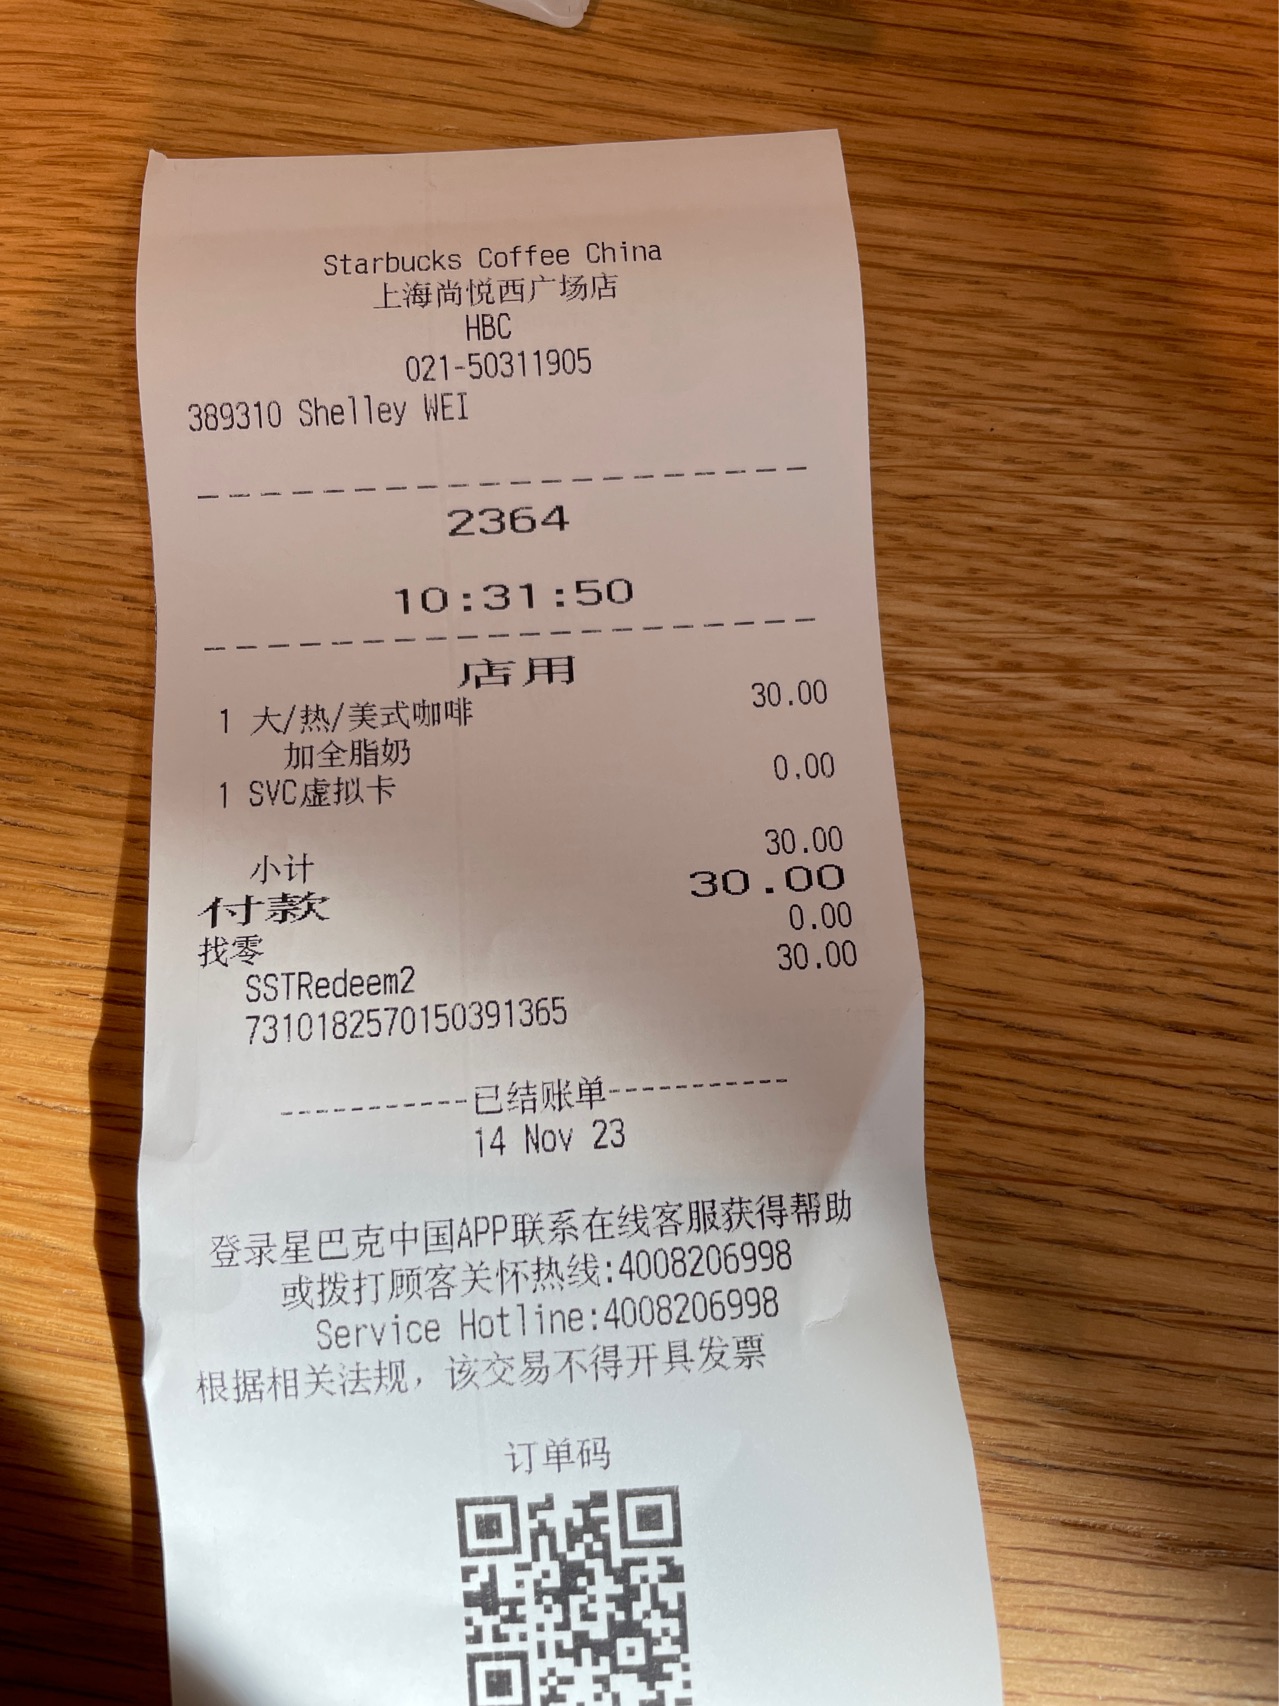 Starbucks Coffee China
上海尚悦西广场店
HBC
021-50311905
389310 Shelley WEI
2364
10:31:50
店用
1 大/热/美式咖啡 30.00
加全脂奶
1 SVC虚拟卡 0.00
小计 30.00
付款 30.00
找零 0.00
SSTRedeem2 30.00
7310182570150391365
-----------已结账单-----------
14 Nov 23
登录星巴克中国APP联系在线客服获得帮助
或拨打顾客关怀热线:4008206998
Service Hotline:4008206998
根据相关法规，该交易不得开具发票
订单码